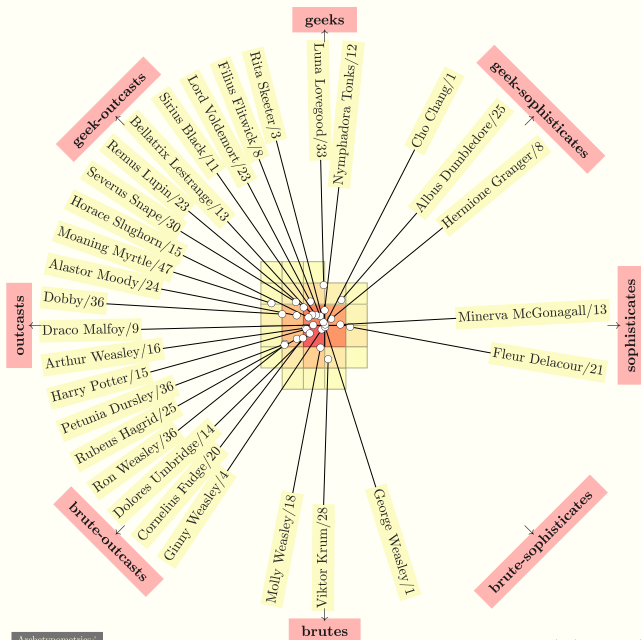 geeks
Luna Lovegood/33
Nymphadora Tonks/12
Cho Chang/1
geek-sophisticates
Albus Dumbledore/25
Hermione Granger/8
Minerva McGonagall/13
sophisticates
Fleur Delacour/21
brute-sophisticates
George Weasley/1
Viktor Krum/28
brutes
Molly Weasley/18
Ginny Weasley/4
Cornelius Fudge/20
Dolores Umbridge/14
brute-outcasts
Ron Weasley/36
Rubeus Hagrid/25
Petunia Dursley/36
Harry Potter/15
Arthur Weasley/16
Draco Malfoy/9
outcasts
Dobby/36
Alastor Moody/24
Moaning Myrtle/47
Horace Slughorn/15
Severus Snape/30
Remus Lupin/23
Bellatrix Lestrange/13
geek-outcasts
Sirius Black/11
Lord Voldemort/23
Filius Flitwick/8
Rita Skeeter/3